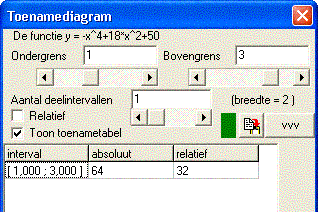 Toenamediagram
De functie y = -x^4+18*x^2+50
Ondergrens 1 Bovengrens 3
Aantal deelintervallen 1 (breedte = 2 )
Relatief
Toon toenametabel
vvv
interval absoluut relatief
[ 1,000 ; 3,000 ] 64 32